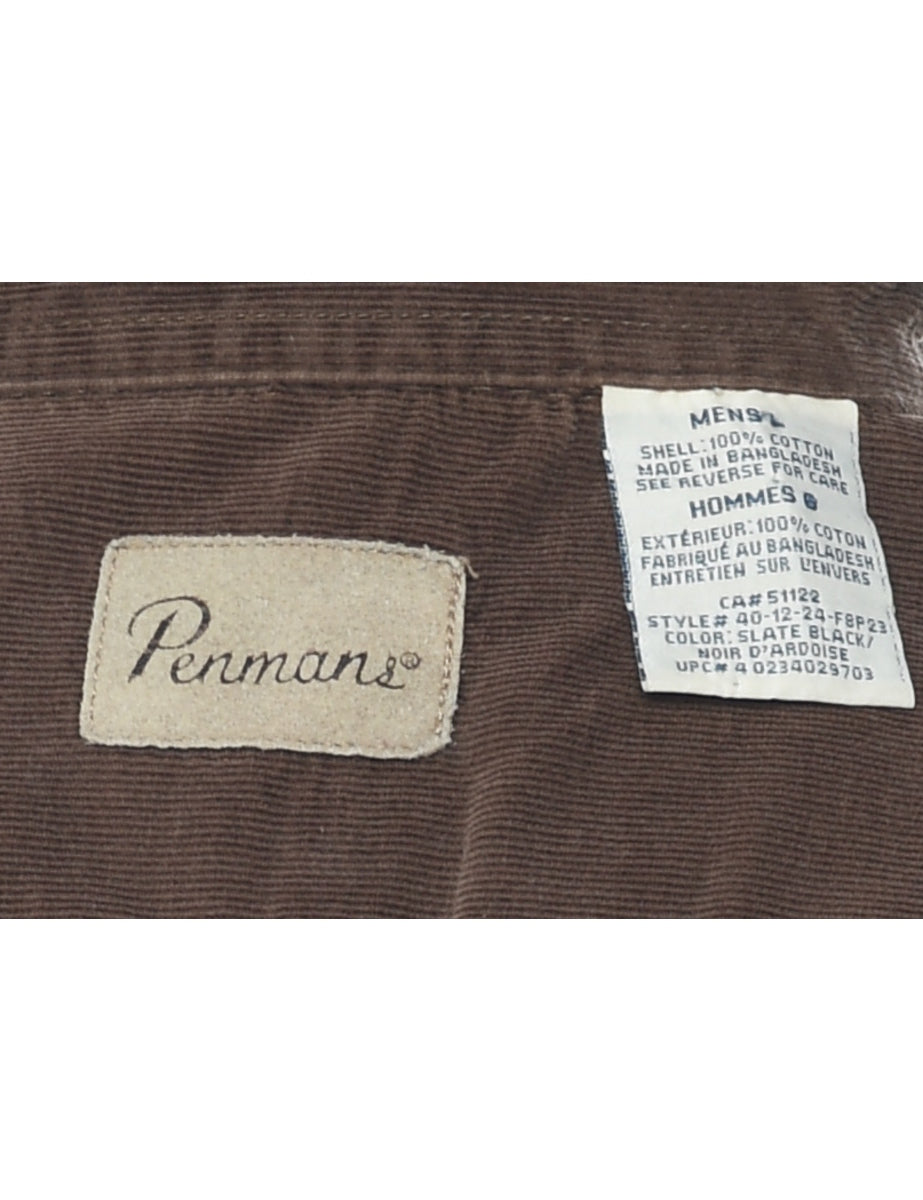 Penmans®
MENS L
SHELL: 100% COTTON
MADE IN BANGLADESH
SEE REVERSE FOR CARE
HOMMES G
EXTÉRIEUR: 100% COTON
FABRIQUÉ AU BANGLADESH
ENTRETIEN SUR L'ENVERS
CA# 51122
STYLE# 40-12-24-F8P23
COLOR: SLATE BLACK/
NOIR D'ARDOISE
UPC# 4 0234029703